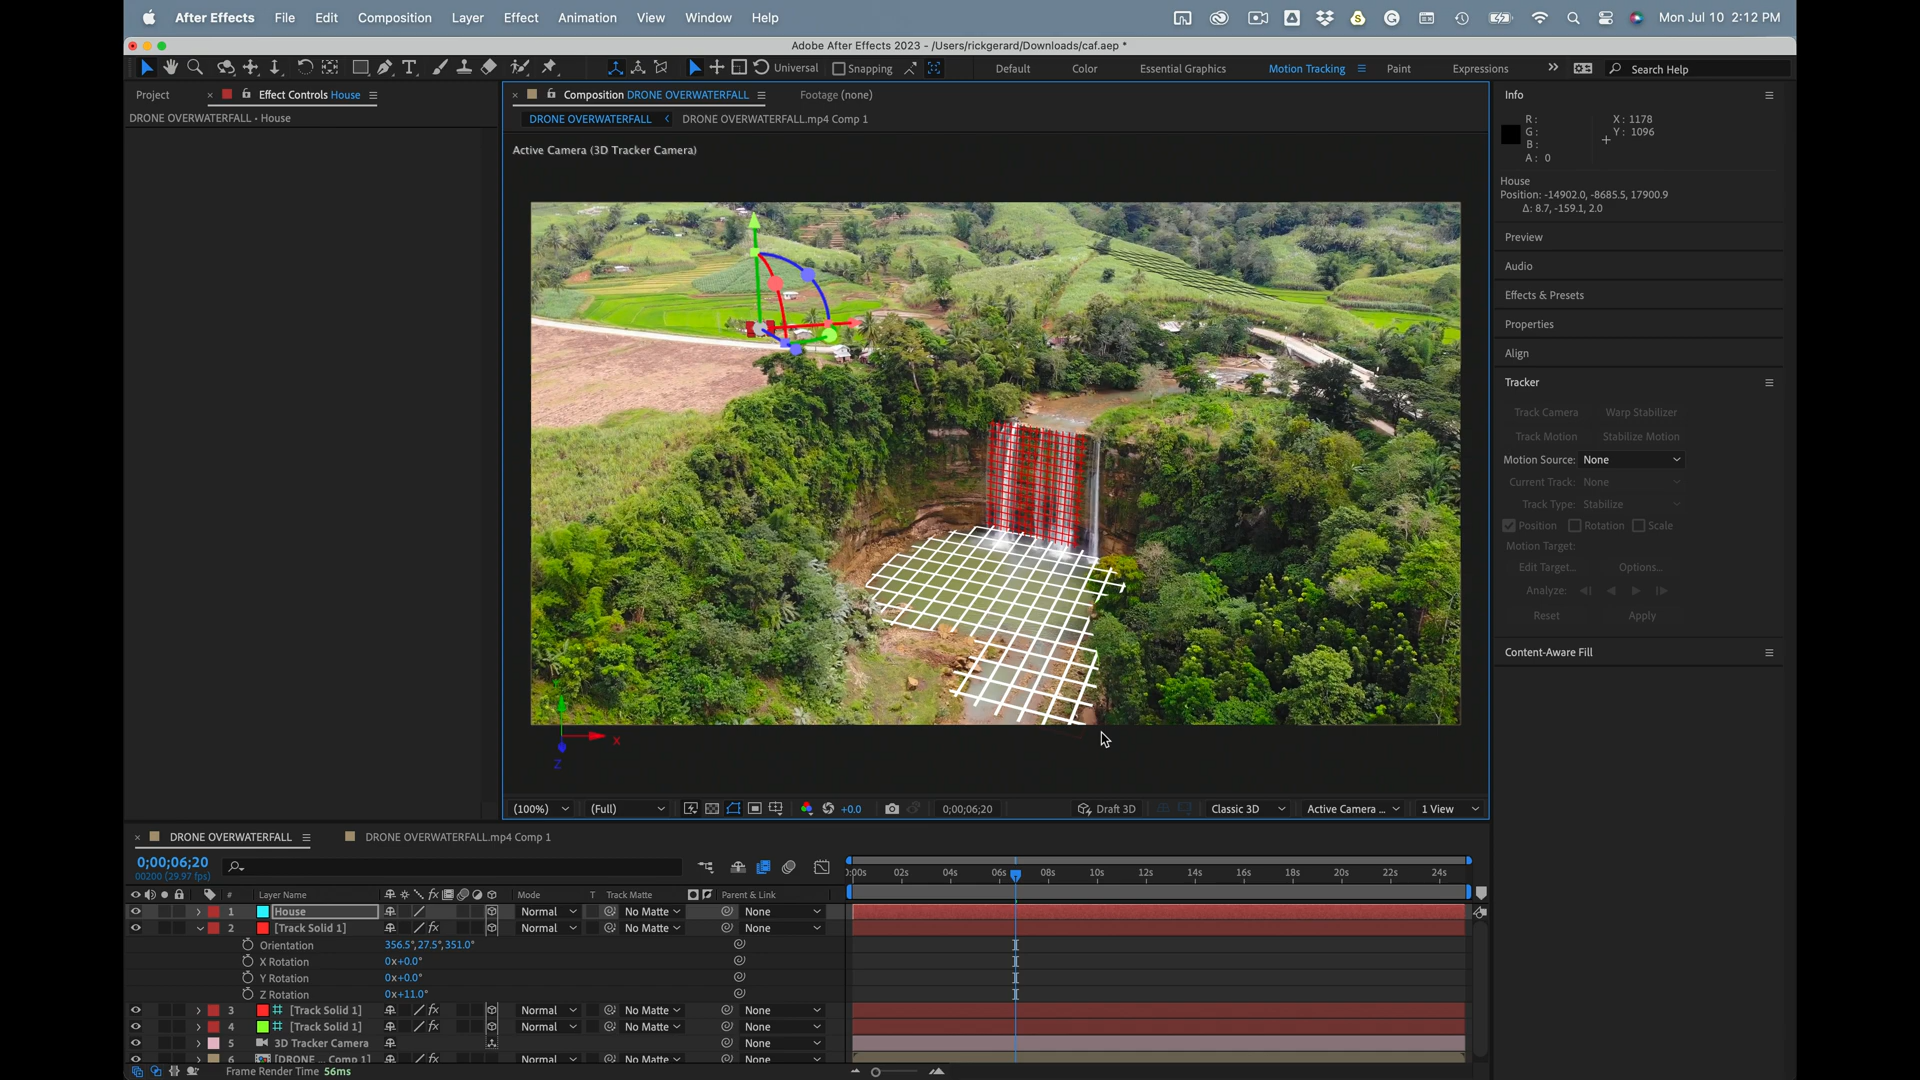 After Effects File Edit Composition Layer Effect Animation View Window Help Mon Jul 10 2:12 PM
Adobe After Effects 2023 - /Users/rickgerard/Downloads/caf.aep *
Universal Snapping Default Color Essential Graphics Motion Tracking Paint Expressions Search Help
Project Effect Controls House
DRONE OVERWATERFALL • House
Composition DRONE OVERWATERFALL Footage (none)
DRONE OVERWATERFALL DRONE OVERWATERFALL.mp4 Comp 1
Active Camera (3D Tracker Camera)
X
Z
(100%) (Full) +0.0 0;00;06;20 Draft 3D Classic 3D Active Camera ... 1 View
Info
R : X : 1178
G : Y : 1096
B :
A : 0
House
Position: -14902.0, -8685.5, 17900.9
Δ: 8.7, -159.1, 2.0
Preview
Audio
Effects & Presets
Properties
Align
Tracker
Track Camera Warp Stabilizer
Track Motion Stabilize Motion
Motion Source: None
Current Track: None
Track Type: Stabilize
Position Rotation Scale
Motion Target:
Edit Target... Options...
Analyze:
Reset Apply
Content-Aware Fill
DRONE OVERWATERFALL DRONE OVERWATERFALL.mp4 Comp 1
0;00;06;20
00200 (29.97 fps)
):00s 02s 04s 06s 08s 10s 12s 14s 16s 18s 20s 22s 24s
# Layer Name Mode T Track Matte Parent & Link
1 House Normal No Matte None
2 [Track Solid 1] Normal No Matte None
Orientation 356.5°,27.5°,351.0°
X Rotation 0x+0.0°
Y Rotation 0x+0.0°
Z Rotation 0x+11.0°
3 [Track Solid 1] Normal No Matte None
4 [Track Solid 1] Normal No Matte None
5 3D Tracker Camera None
6 [DRONE ... Comp 1] Normal No Matte None
Frame Render Time 56ms